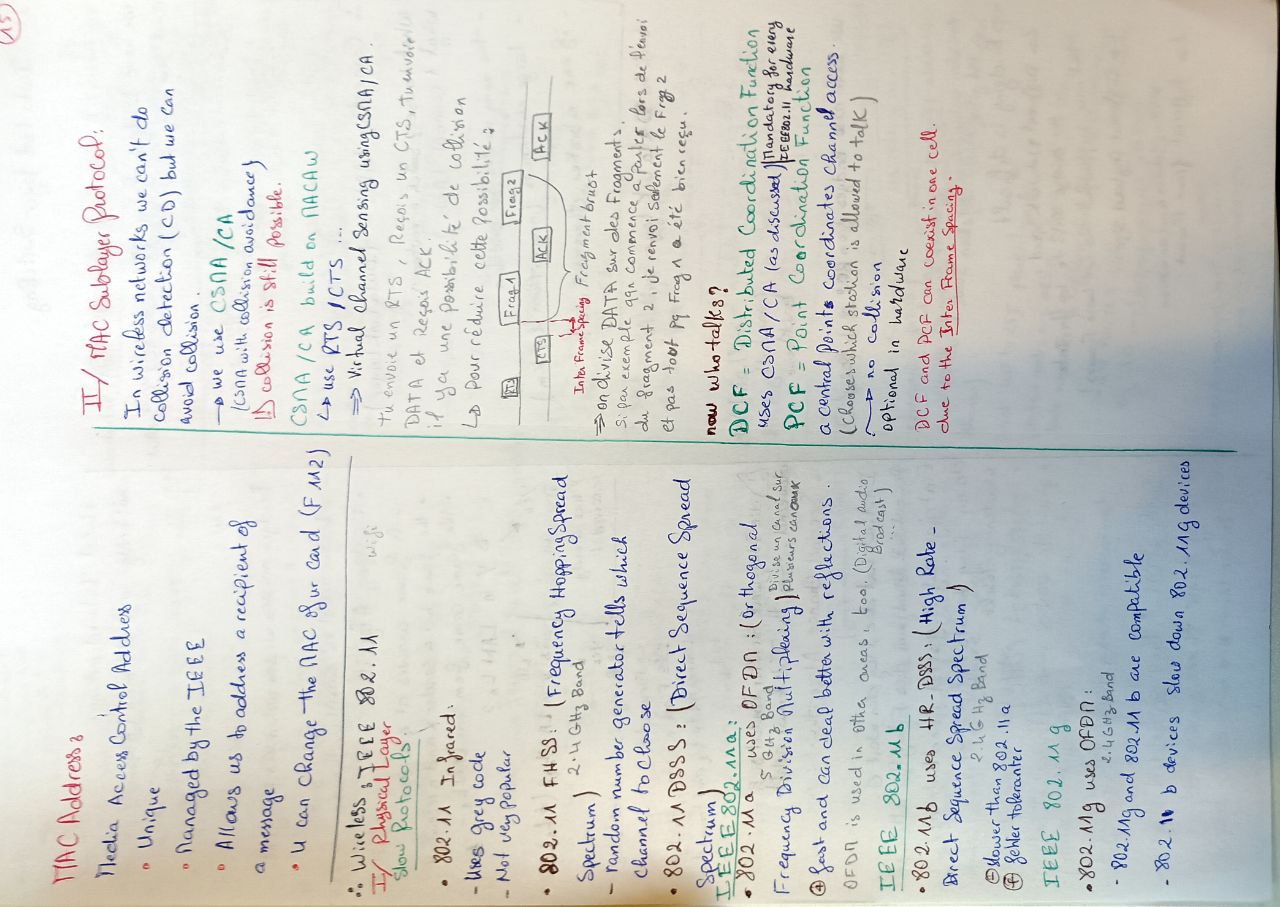 15
MAC Address:
Media Access Control Address
• Unique
• Managed by the IEEE
• Allows us to address a recipient of
a message
• u can change the MAC of ur card (F 112)
∴ Wireless: IEEE 802.11 wifi
I/ Physical Layer
Slow Protocols:
• 802.11 Infrared:
- Uses grey code
- Not very popular
• 802.11 FHSS: (Frequency Hopping Spread
Spectrum) 2.4 GHz Band
- random number generator tells which
channel to choose
• 802.11 DSSS: (Direct Sequence Spread
Spectrum)
IEEE 802.11a:
• 802.11a uses OFDM: (Orthogonal
5 GHz Band
Frequency Division Multiplexing) Divise un canal sur
plusieurs
⊕ fast and can deal better with reflections.
OFDM is used in other areas, too. (Digital audio
Brodcast)
...
IEEE 802.11b
• 802.11b uses HR-DSSS: (High Rate -
Direct Sequence Spread Spectrum)
2.4 GHz Band
⊖ slower than 802.11a
⊕ fehler toleranter
IEEE 802.11g
• 802.11g uses OFDM:
2.4 GHz Band
- 802.11g and 802.11b are compatible
- 802.11 b devices slow down 802.11g devices
II/ MAC Sublayer protocol:
In wireless networks we can't do
collision detection (CD) but we can
avoid collision.
→ we use CSMA/CA
(CSMA with collision avoidance)
↳ collision is still possible.
CSMA/CA build on MACAW
↳ use RTS/CTS ...
⇒ Virtual channel Sensing using CSMA/CA.
Tu envoie un RTS, Reçois un CTS, tu envoie
DATA et Reçois ACK.
il ya une possibilité de collision
↳ pour réduire cette possibilité:
RTS Frag1 Frag2
CTS ACK ACK
Inter Frame Spacing Fragment brust
⇒ on divise DATA sur des Fragments.
Si par exemple qqn commence a parler lors de l'envoi
du fragment 2, je renvoi seulement le Frag 2
et pas tout pq Frag 1 a été bien reçu.
now who talks?
DCF = Distributed Coordination Function
uses CSMA/CA (as discussed) Mandatory for every
IEEE802.11 hardware
PCF = Point Coordination Function
a central points coordinates channel access.
(chooses which station is allowed to talk)
→ no collision
optional in hardware
DCF and PCF can coexist in one cell.
due to the Inter Frame Spacing.